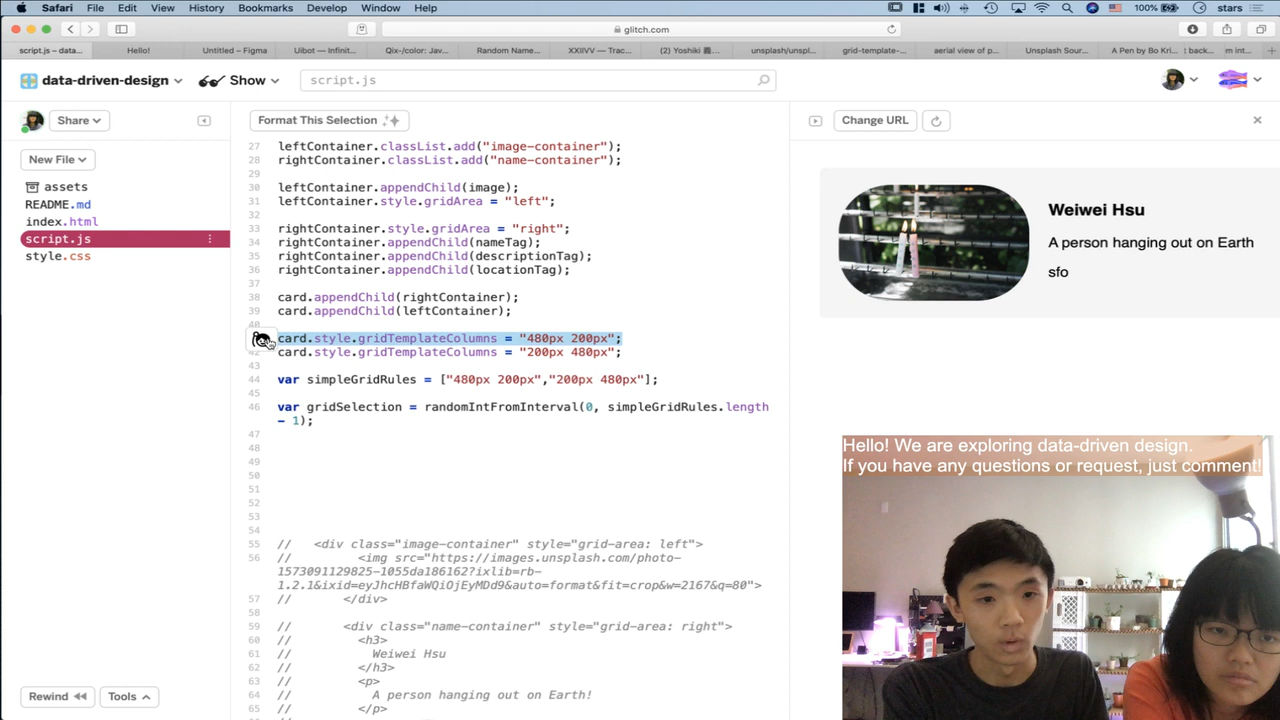 Safari File Edit View History Bookmarks Develop Window Help 100% stars
glitch.com
script.js – data... Hello! Untitled – Figma Uibot — Infinit... Qix-/color: Jav... Random Name... XXIIVV — Trac... (2) Yoshiki unsplash/unspl... grid-template-... aerial view of p... Unsplash Sour... A Pen by Bo Kri...
data-driven-design Show script.js
Share Format This Selection Change URL
New File
assets
README.md
index.html
script.js
style.css
27 leftContainer.classList.add("image-container");
28 rightContainer.classList.add("name-container");
29
30 leftContainer.appendChild(image);
31 leftContainer.style.gridArea = "left";
32
33 rightContainer.style.gridArea = "right";
34 rightContainer.appendChild(nameTag);
35 rightContainer.appendChild(descriptionTag);
36 rightContainer.appendChild(locationTag);
37
38 card.appendChild(rightContainer);
39 card.appendChild(leftContainer);
40
card.style.gridTemplateColumns = "480px 200px";
42 card.style.gridTemplateColumns = "200px 480px";
43
44 var simpleGridRules = ["480px 200px","200px 480px"];
45
46 var gridSelection = randomIntFromInterval(0, simpleGridRules.length
- 1);
47
48
49
50
51
52
53
54
55 // <div class="image-container" style="grid-area: left">
56 // <img src="https://images.unsplash.com/photo-
1573091129825-1055da186162?ixlib=rb-
1.2.1&ixid=eyJhcHBfaWQiOjEyMDd9&auto=format&fit=crop&w=2167&q=80">
57 // </div>
58
59 // <div class="name-container" style="grid-area: right">
60 // <h3>
61 // Weiwei Hsu
62 // </h3>
63 // <p>
64 // A person hanging out on Earth!
65 // </p>
Weiwei Hsu
A person hanging out on Earth
sfo
Hello! We are exploring data-driven design.
If you have any questions or request, just comment!
Rewind Tools